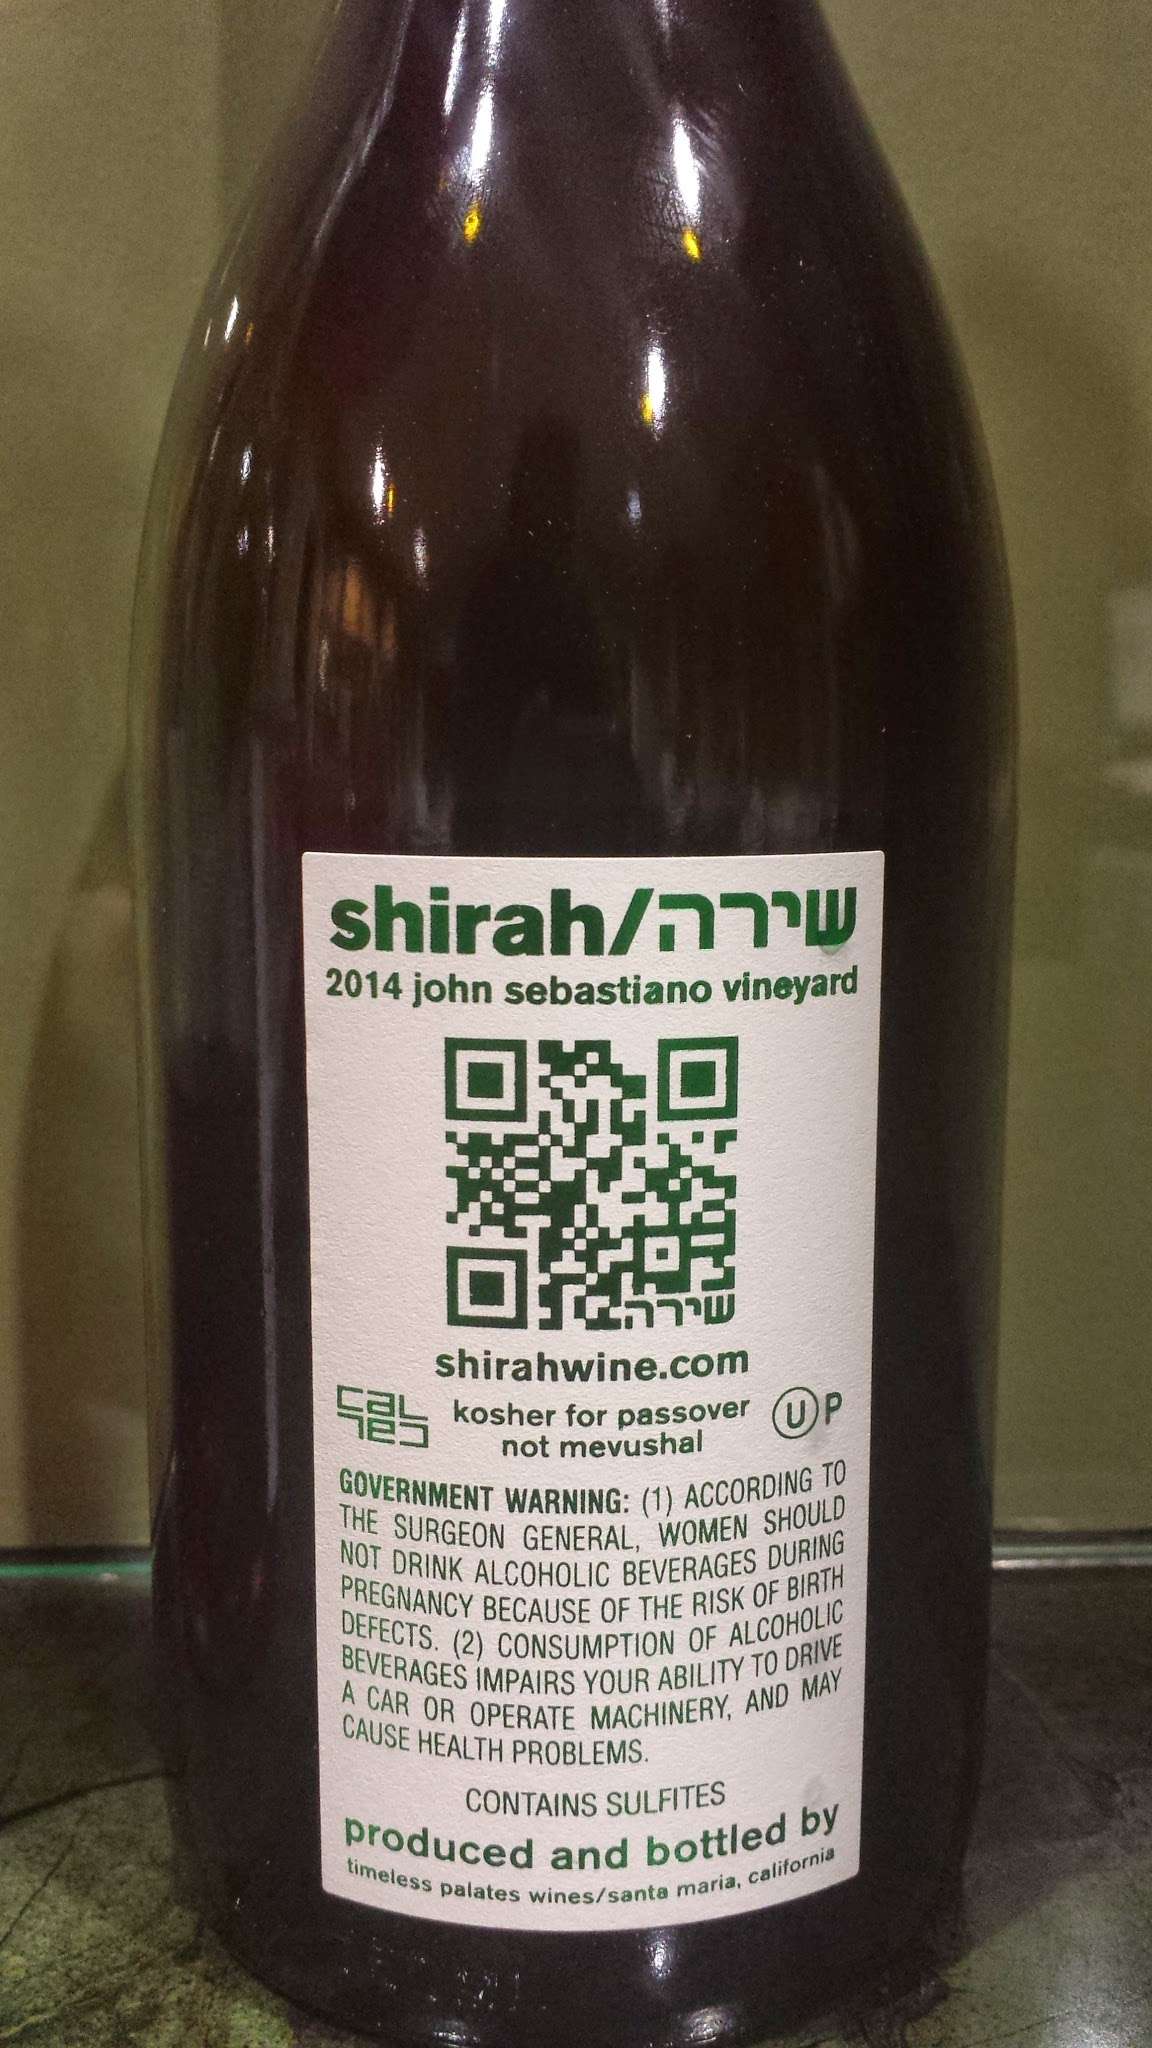 shirah/שירה
2014 john sebastiano vineyard
שירה
shirahwine.com
cal
red
kosher for passover
not mevushal
U P
GOVERNMENT WARNING: (1) ACCORDING TO
THE SURGEON GENERAL, WOMEN SHOULD
NOT DRINK ALCOHOLIC BEVERAGES DURING
PREGNANCY BECAUSE OF THE RISK OF BIRTH
DEFECTS. (2) CONSUMPTION OF ALCOHOLIC
BEVERAGES IMPAIRS YOUR ABILITY TO DRIVE
A CAR OR OPERATE MACHINERY, AND MAY
CAUSE HEALTH PROBLEMS.
CONTAINS SULFITES
produced and bottled by
timeless palates wines/santa maria, california